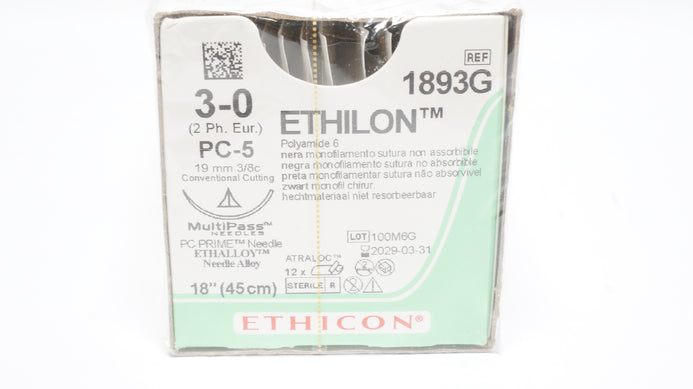 REF
1893G
3-0
(2 Ph. Eur.)
PC-5
19 mm 3/8c
Conventional Cutting
MultiPass™
NEEDLES
PC PRIME™ Needle
ETHALLOY™
Needle Alloy
18" (45cm)
ETHILON™
Polyamide 6
nera monofilamento sutura non assorbibile
negra monofilamento sutura no absorbible
preta monofilamentar sutura não absorvível
zwart monofil chirur.
hechtmateriaal niet resorbeerbaar
LOT 100M6G
2029-03-31
ATRALOC™
12 x
STERILE R
ETHICON®